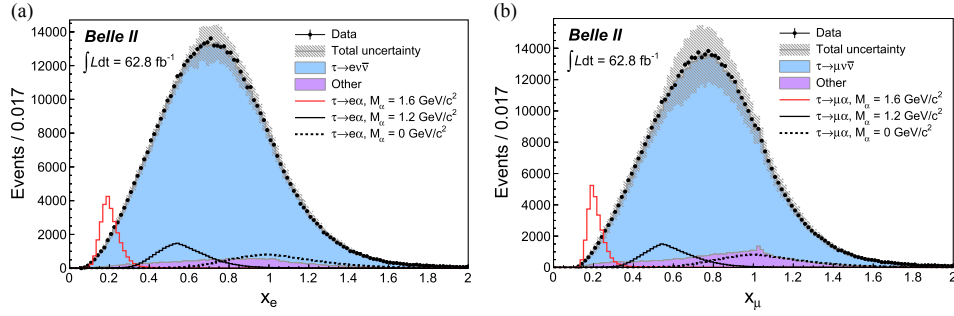 (a)
Belle II
∫Ldt = 62.8 fb⁻¹
Data
Total uncertainty
τ→eνν̄
Other
τ→eα, Mα = 1.6 GeV/c²
τ→eα, Mα = 1.2 GeV/c²
τ→eα, Mα = 0 GeV/c²
Events / 0.017
14000
12000
10000
8000
6000
4000
2000
0
0 0.2 0.4 0.6 0.8 1 1.2 1.4 1.6 1.8 2
xₑ
(b)
Belle II
∫Ldt = 62.8 fb⁻¹
Data
Total uncertainty
τ→μνν̄
Other
τ→μα, Mα = 1.6 GeV/c²
τ→μα, Mα = 1.2 GeV/c²
τ→μα, Mα = 0 GeV/c²
Events / 0.017
16000
14000
12000
10000
8000
6000
4000
2000
0
0 0.2 0.4 0.6 0.8 1 1.2 1.4 1.6 1.8 2
x_μ